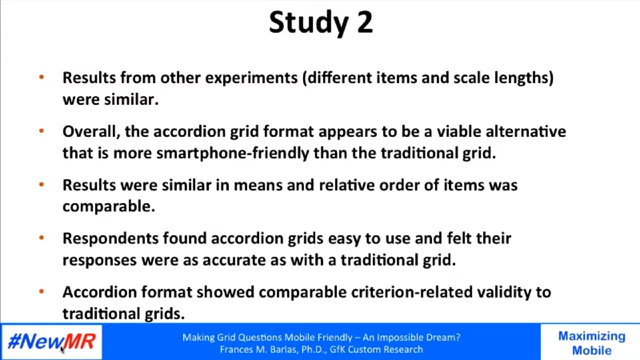 Study 2
• Results from other experiments (different items and scale lengths)
were similar.
• Overall, the accordion grid format appears to be a viable alternative
that is more smartphone-friendly than the traditional grid.
• Results were similar in means and relative order of items was
comparable.
• Respondents found accordion grids easy to use and felt their
responses were as accurate as with a traditional grid.
• Accordion format showed comparable criterion-related validity to
traditional grids.
#NewMR
Making Grid Questions Mobile Friendly – An Impossible Dream?
Frances M. Barlas, Ph.D., GfK Custom Research
Maximizing
Mobile